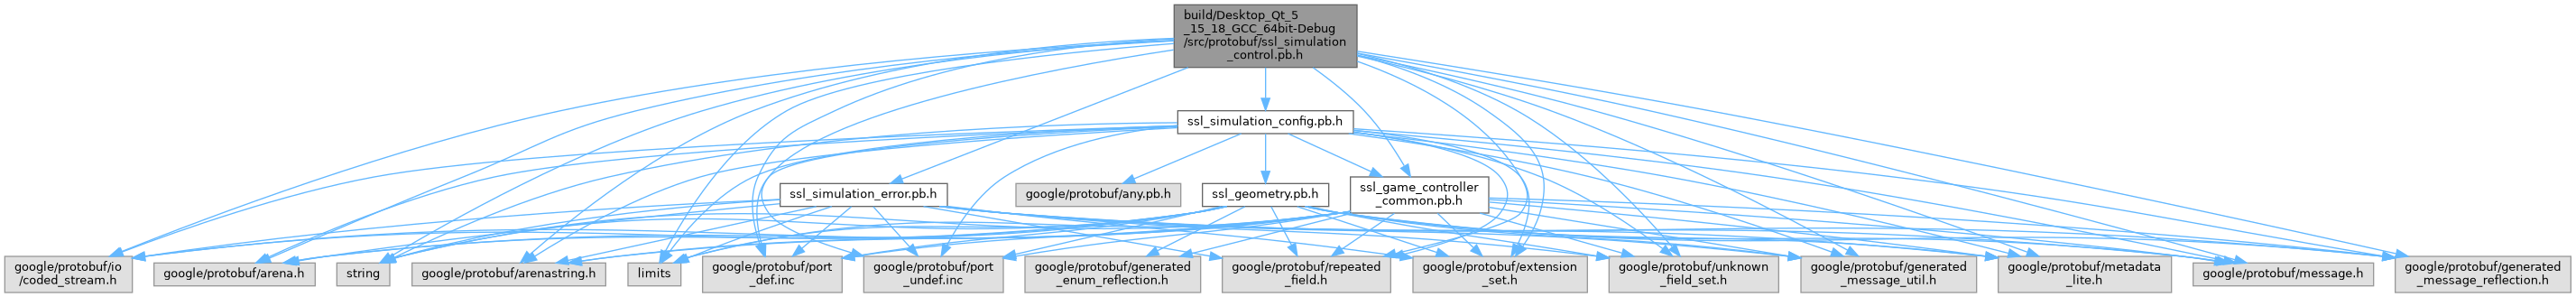 build/Desktop_Qt_5
_15_18_GCC_64bit-Debug
/src/protobuf/ssl_simulation
_control.pb.h
ssl_simulation_config.pb.h
ssl_simulation_error.pb.h
google/protobuf/any.pb.h
ssl_geometry.pb.h
ssl_game_controller
_common.pb.h
google/protobuf/io
/coded_stream.h
google/protobuf/arena.h
string
google/protobuf/arenastring.h
limits
google/protobuf/port
_def.inc
google/protobuf/port
_undef.inc
google/protobuf/generated
_enum_reflection.h
google/protobuf/repeated
_field.h
google/protobuf/extension
_set.h
google/protobuf/unknown
_field_set.h
google/protobuf/generated
_message_util.h
google/protobuf/metadata
_lite.h
google/protobuf/message.h
google/protobuf/generated
_message_reflection.h